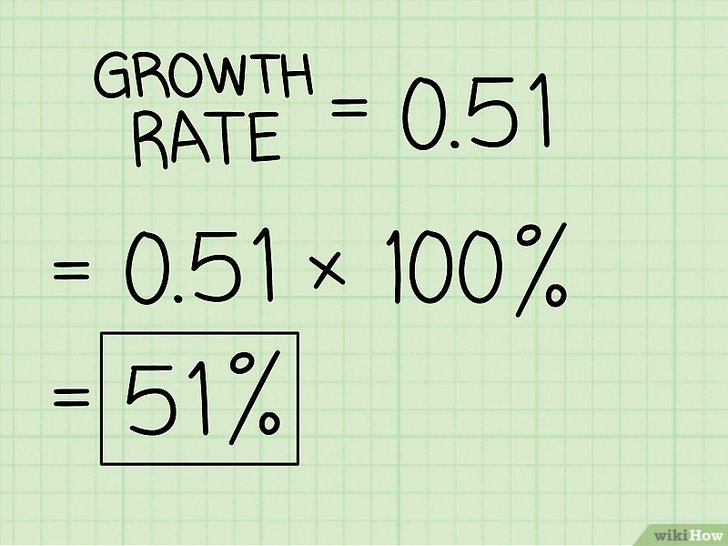 GROWTH
RATE = 0.51
= 0.51 × 100%
= 51%
wikiHow